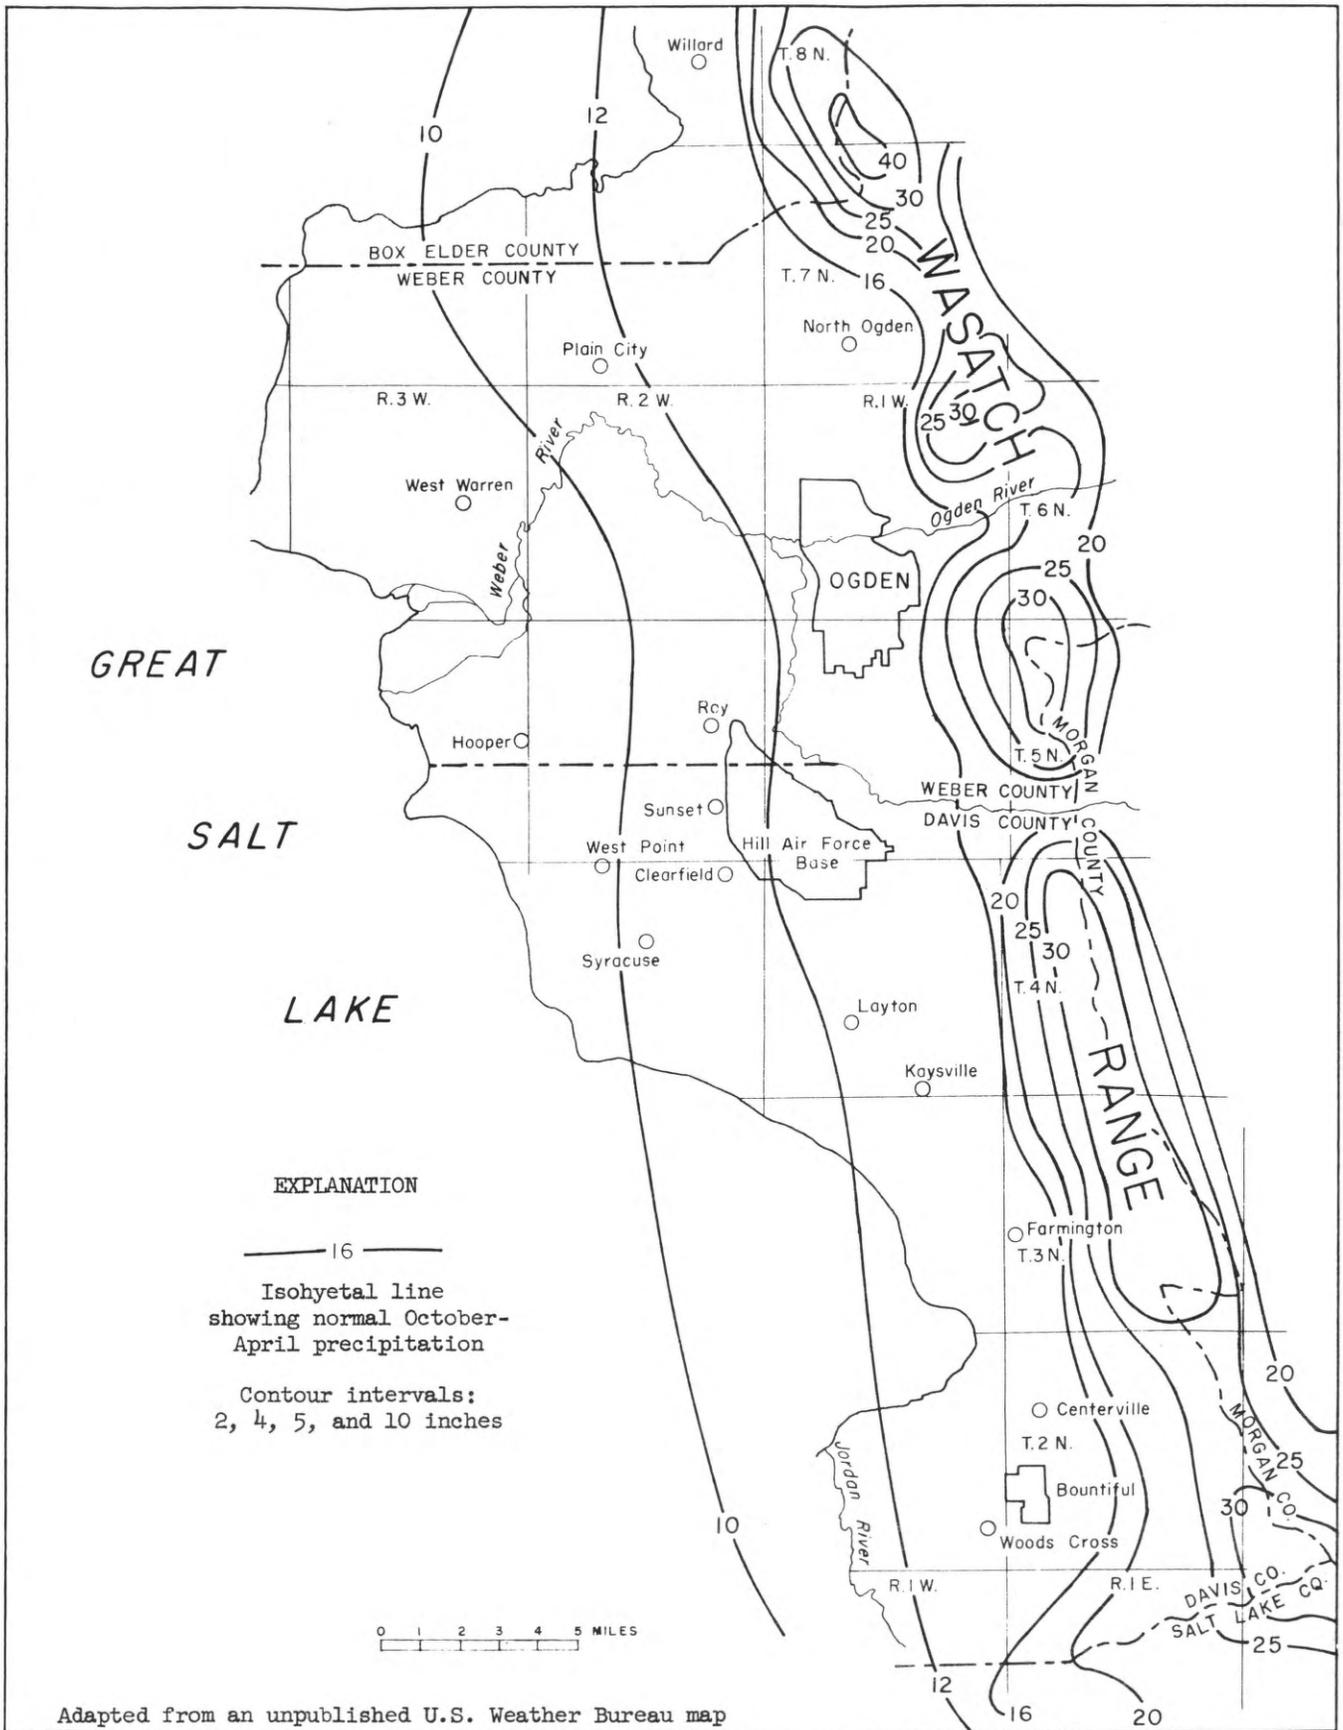 Willard
T. 8 N.
12
10
40
30
25
20
BOX ELDER COUNTY
WEBER COUNTY
T. 7 N.
16
WASATCH
North Ogden
Plain City
R. 3 W.
R. 2 W.
R. I W.
25
30
River
West Warren
Ogden River
T. 6 N.
20
Weber
OGDEN
25
30
GREAT
Roy
Hooper
MORGAN COUNTY
T. 5 N.
WEBER COUNTY
DAVIS COUNTY
Sunset
SALT
West Point
Hill Air Force
Base
Clearfield
20
25
30
Syracuse
T. 4 N.
LAKE
Layton
RANGE
Kaysville
EXPLANATION
16
Isohyetal line
showing normal October-
April precipitation
Contour intervals:
2, 4, 5, and 10 inches
Farmington
T. 3 N.
20
Centerville
MORGAN CO.
T. 2 N.
25
Jordan River
Bountiful
30
10
Woods Cross
R. I W.
R. I E.
DAVIS CO.
SALT LAKE CO.
25
0 1 2 3 4 5 MILES
12
16
20
Adapted from an unpublished U.S. Weather Bureau map